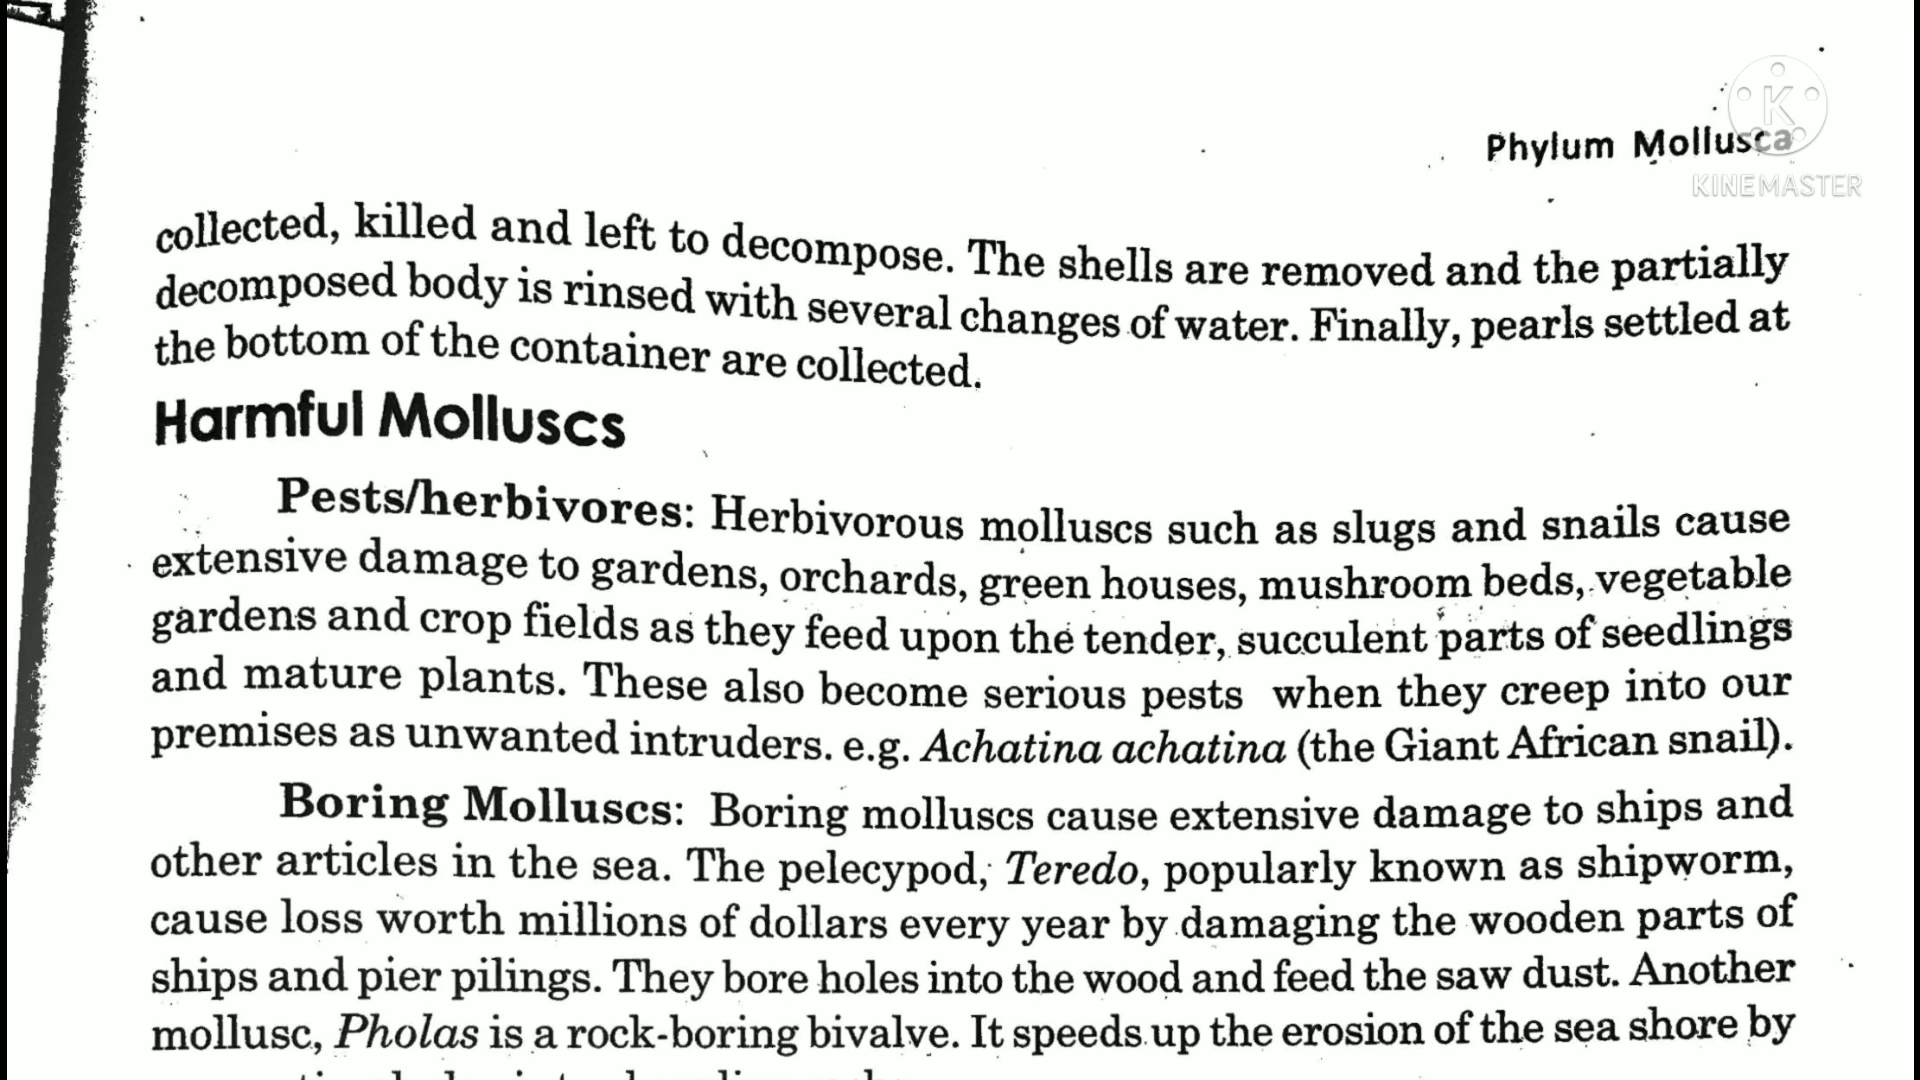 Phylum Mollusca
KINEMASTER
collected, killed and left to decompose. The shells are removed and the partially
decomposed body is rinsed with several changes of water. Finally, pearls settled at
the bottom of the container are collected.
Harmful Molluscs
Pests/herbivores: Herbivorous molluscs such as slugs and snails cause
extensive damage to gardens, orchards, green houses, mushroom beds, vegetable
gardens and crop fields as they feed upon the tender, succulent parts of seedlings
and mature plants. These also become serious pests when they creep into our
premises as unwanted intruders. e.g. Achatina achatina (the Giant African snail).
Boring Molluscs: Boring molluscs cause extensive damage to ships and
other articles in the sea. The pelecypod, Teredo, popularly known as shipworm,
cause loss worth millions of dollars every year by damaging the wooden parts of
ships and pier pilings. They bore holes into the wood and feed the saw dust. Another
mollusc, Pholas is a rock-boring bivalve. It speeds up the erosion of the sea shore by